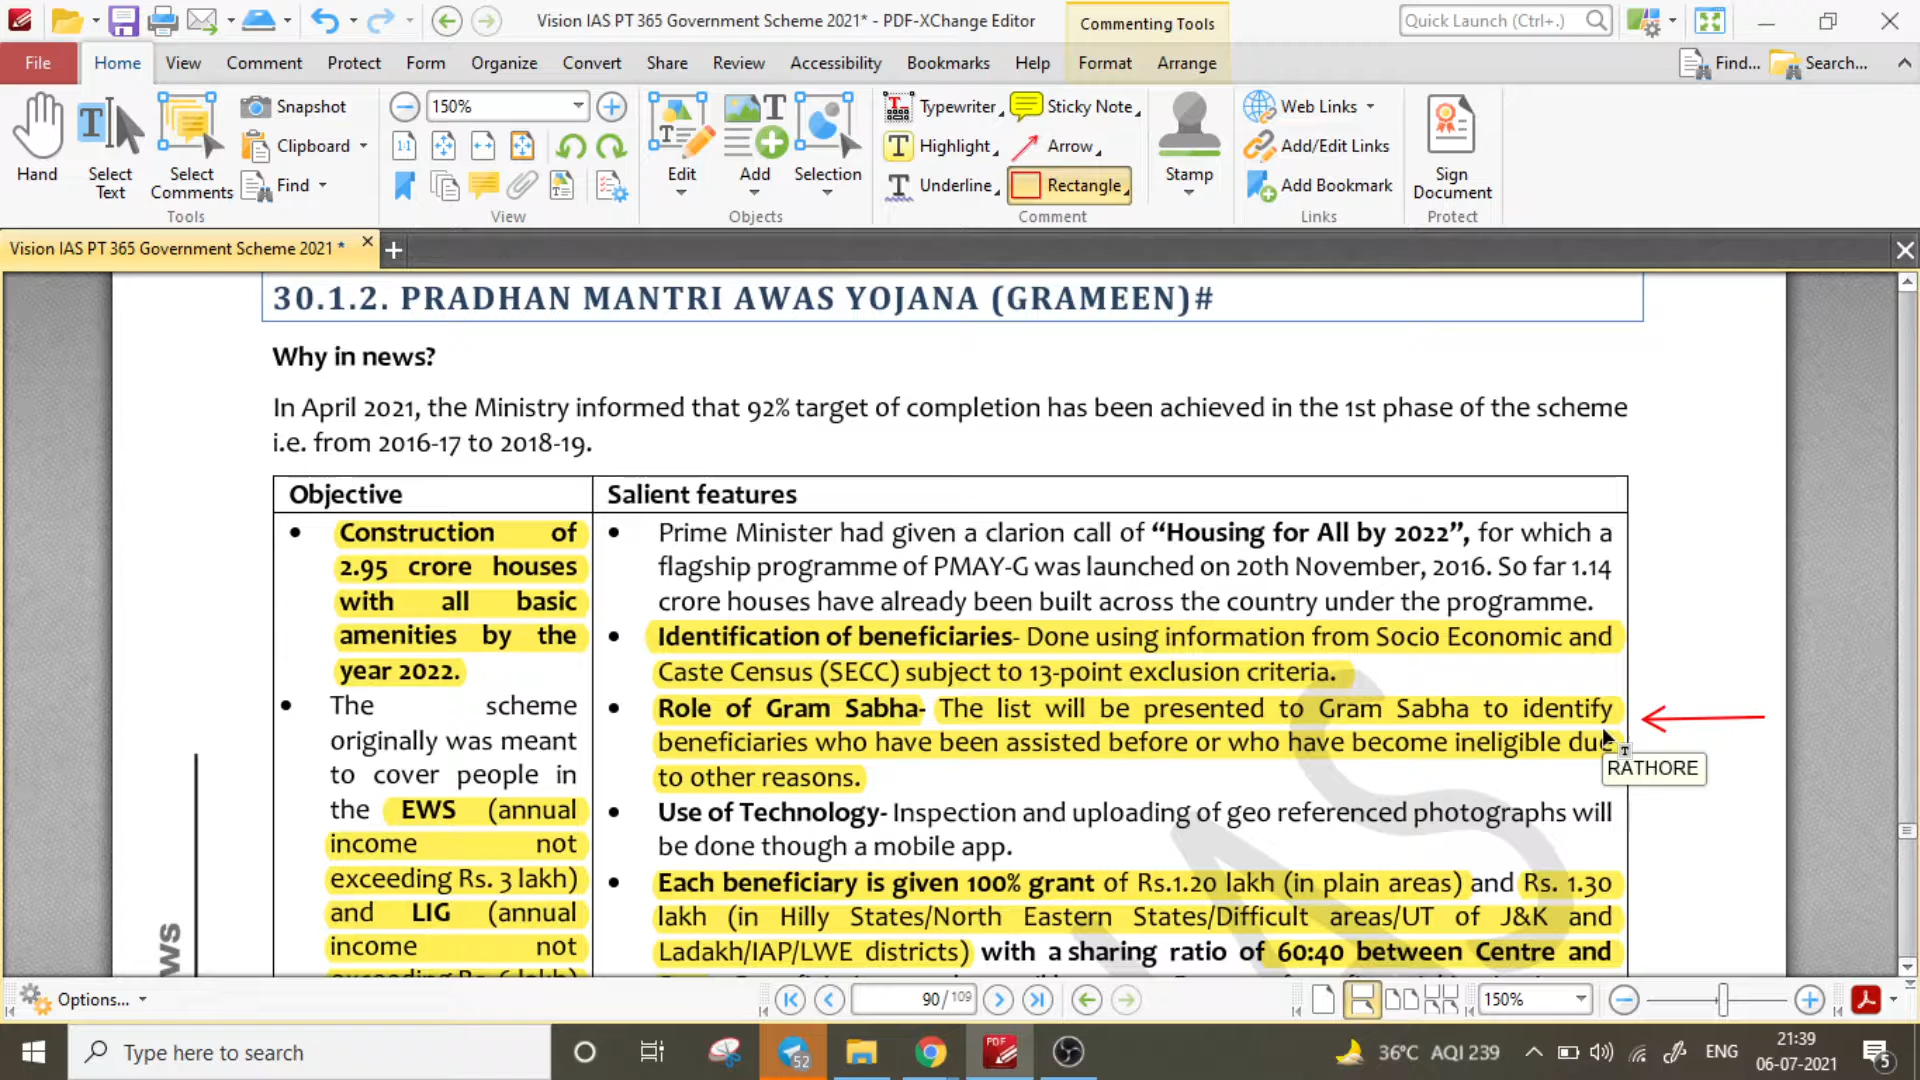 Vision IAS PT 365 Government Scheme 2021* - PDF-XChange Editor
Commenting Tools
Quick Launch (Ctrl+.)
File Home View Comment Protect Form Organize Convert Share Review Accessibility Bookmarks Help Format Arrange Find... Search...
Hand
Select Text
Select Comments
Snapshot
Clipboard
Find
Tools
150%
1:1
View
Edit
Add
Selection
Objects
Typewriter
Sticky Note
Highlight
Arrow
Underline
Rectangle
Stamp
Comment
Web Links
Add/Edit Links
Add Bookmark
Links
Sign Document
Protect
Vision IAS PT 365 Government Scheme 2021 *
30.1.2. PRADHAN MANTRI AWAS YOJANA (GRAMEEN)#
Why in news?
In April 2021, the Ministry informed that 92% target of completion has been achieved in the 1st phase of the scheme
i.e. from 2016-17 to 2018-19.
Objective
• Construction of
2.95 crore houses
with all basic
amenities by the
year 2022.
• The scheme
originally was meant
to cover people in
the EWS (annual
income not
exceeding Rs. 3 lakh)
and LIG (annual
income not
Salient features
• Prime Minister had given a clarion call of “Housing for All by 2022”, for which a
flagship programme of PMAY-G was launched on 20th November, 2016. So far 1.14
crore houses have already been built across the country under the programme.
• Identification of beneficiaries- Done using information from Socio Economic and
Caste Census (SECC) subject to 13-point exclusion criteria.
• Role of Gram Sabha- The list will be presented to Gram Sabha to identify
beneficiaries who have been assisted before or who have become ineligible due
to other reasons.
• Use of Technology- Inspection and uploading of geo referenced photographs will
be done though a mobile app.
• Each beneficiary is given 100% grant of Rs.1.20 lakh (in plain areas) and Rs. 1.30
lakh (in Hilly States/North Eastern States/Difficult areas/UT of J&K and
Ladakh/IAP/LWE districts) with a sharing ratio of 60:40 between Centre and
RATHORE
Options...
90 / 109
150%
Type here to search
52
PDF
36°C AQI 239
ENG
21:39
06-07-2021
5